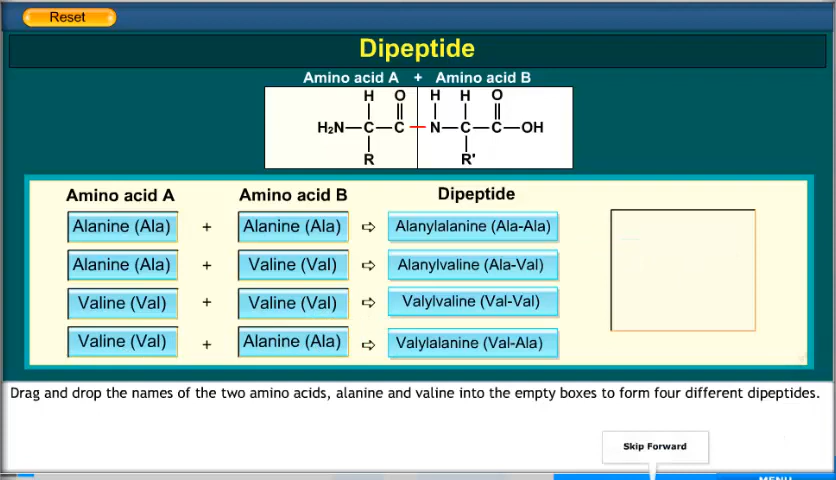 Reset
Dipeptide
Amino acid A + Amino acid B
H O H H O
H₂N—C—C—N—C—C—OH
R R'
Amino acid A Amino acid B Dipeptide
Alanine (Ala) + Alanine (Ala) ⇨ Alanylalanine (Ala-Ala)
Alanine (Ala) + Valine (Val) ⇨ Alanylvaline (Ala-Val)
Valine (Val) + Valine (Val) ⇨ Valylvaline (Val-Val)
Valine (Val) + Alanine (Ala) ⇨ Valylalanine (Val-Ala)
Drag and drop the names of the two amino acids, alanine and valine into the empty boxes to form four different dipeptides.
Skip Forward
MENU